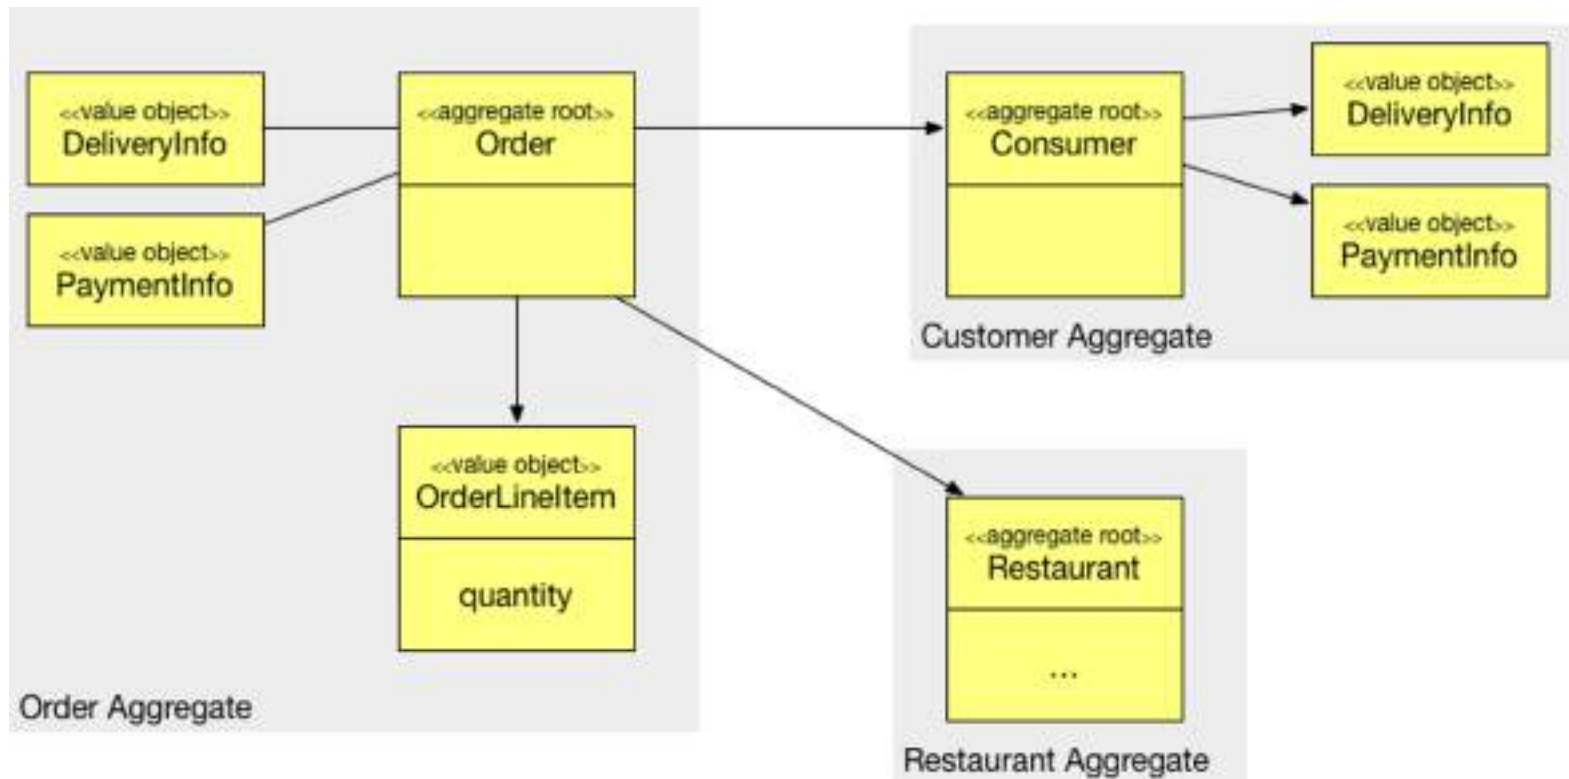 <<value object>>
DeliveryInfo
<<value object>>
PaymentInfo
<<aggregate root>>
Order
<<value object>>
OrderLineItem
quantity
Order Aggregate
<<aggregate root>>
Consumer
<<value object>>
DeliveryInfo
<<value object>>
PaymentInfo
Customer Aggregate
<<aggregate root>>
Restaurant
...
Restaurant Aggregate